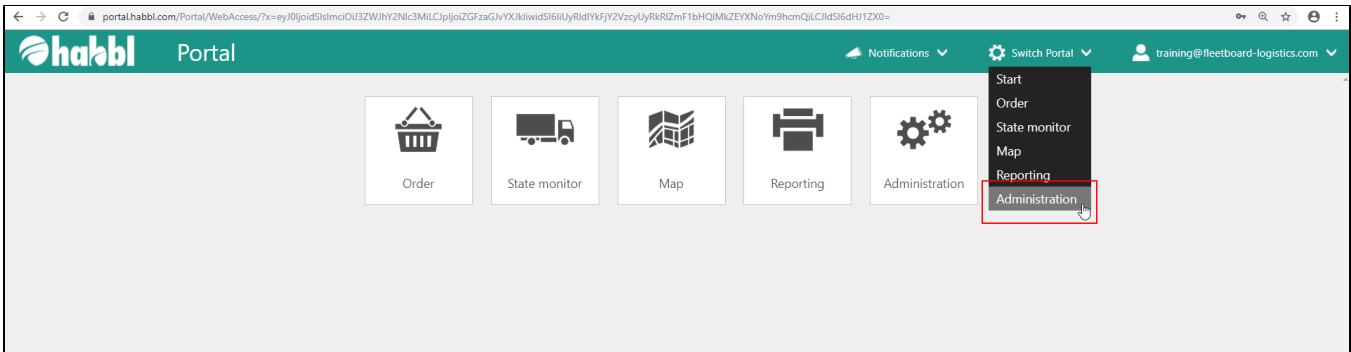 portal.habbl.com/Portal/WebAccess/?x=eyJ0IjoidSIsImciOiJ3ZWJhY2Nlc3MiLCJpIjoiZGFzaGJvYXJkIiwidSI6IiUyRldlYkFjY2VzcyUyRkRlZmF1bHQlMkZEYXNoYm9hcmQiLCJldSI6dHJ1ZX0=
habbl
Portal
Notifications
Switch Portal
training@fleetboard-logistics.com
Start
Order
State monitor
Map
Reporting
Administration
Order
State monitor
Map
Reporting
Administration